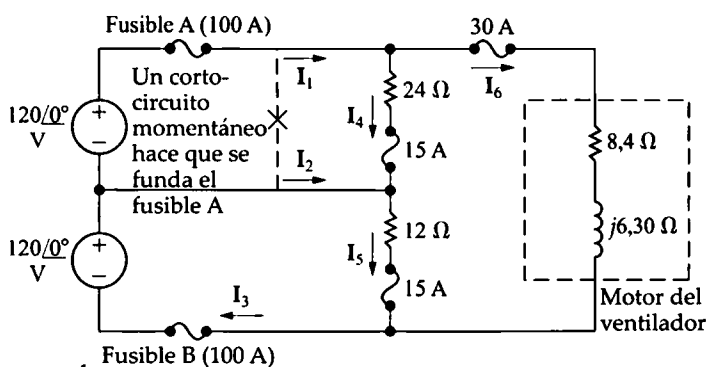 Fusible A (100 A)
30 A
Un corto-
circuito
momentáneo
hace que se
funda el
fusible A
I₁
I₆
120/0°
V
+
−
24 Ω
I₄
15 A
I₂
8,4 Ω
j6,30 Ω
120/0°
V
+
−
12 Ω
I₅
15 A
I₃
Motor del
ventilador
Fusible B (100 A)